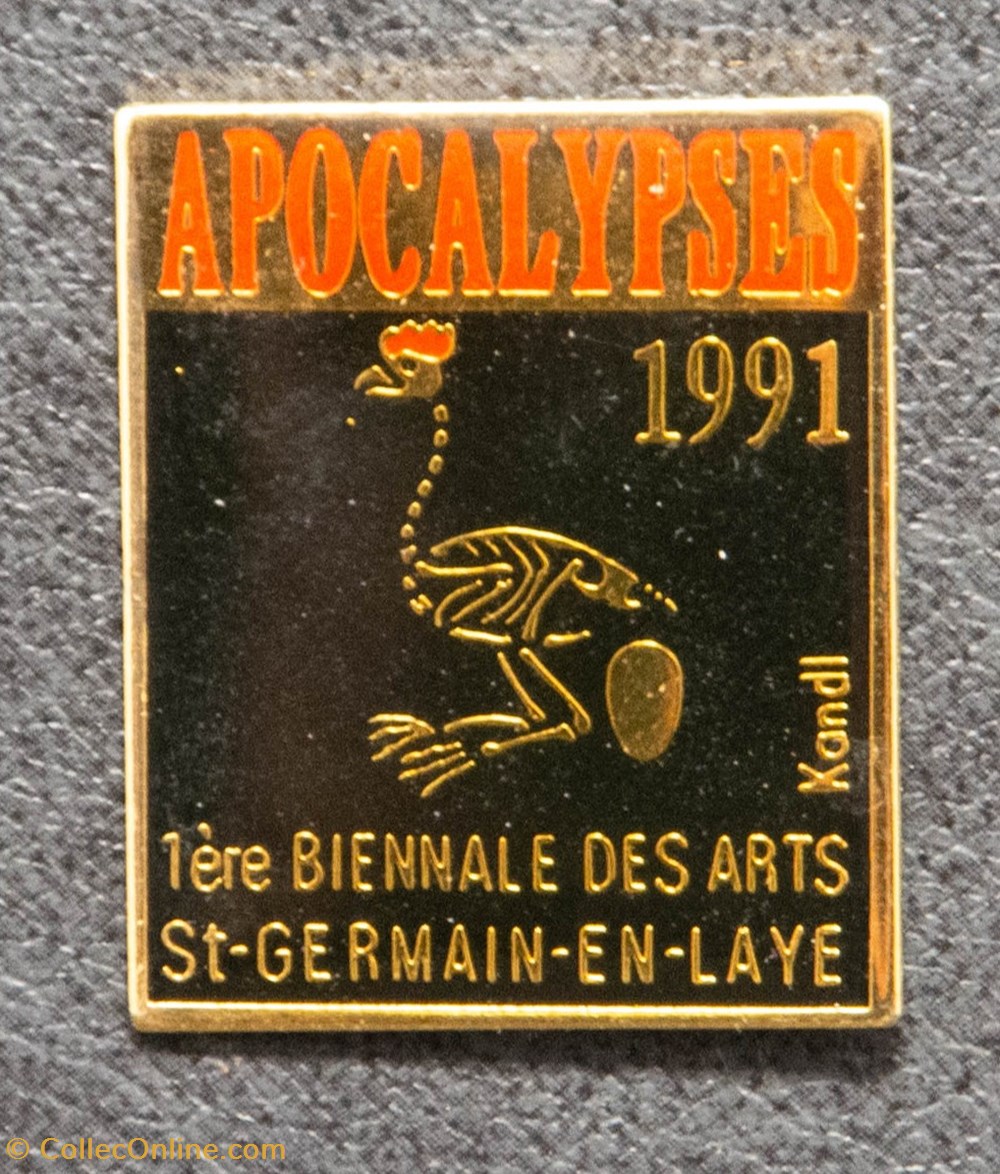 APOCALYPSES
1991
Kandl
1ère BIENNALE DES ARTS
St-GERMAIN-EN-LAYE
© CollecOnline.com